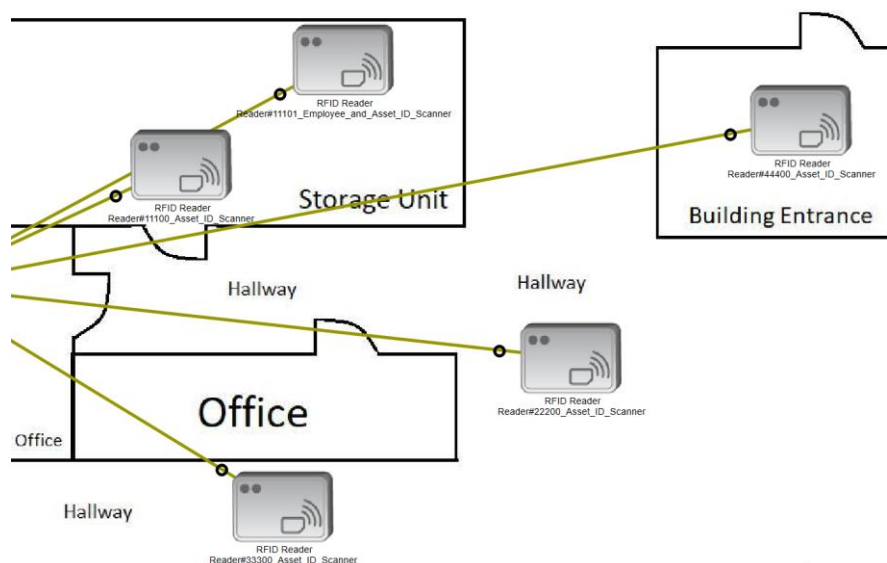 RFID Reader
Reader#11101_Employee_and_Asset_ID_Scanner
RFID Reader
Reader#44400_Asset_ID_Scanner
RFID Reader
Reader#11100_Asset_ID_Scanner
Storage Unit
Building Entrance
Hallway
Hallway
RFID Reader
Reader#22200_Asset_ID_Scanner
Office
Office
Hallway
RFID Reader
Reader#33300_Asset_ID_Scanner